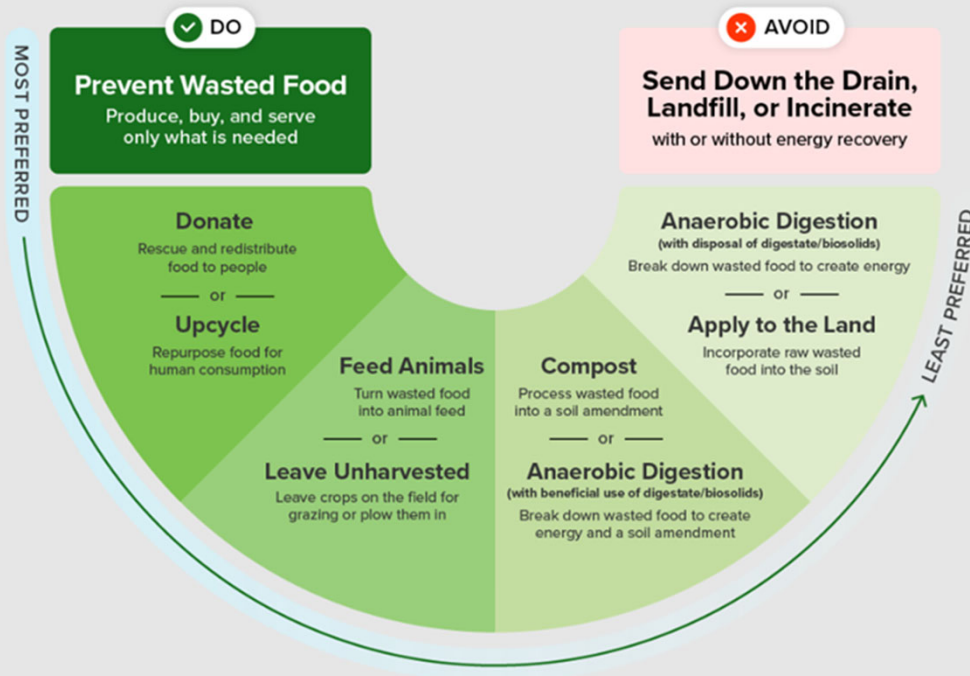 DO
AVOID
MOST PREFERRED
Prevent Wasted Food
Produce, buy, and serve
only what is needed
Send Down the Drain,
Landfill, or Incinerate
with or without energy recovery
Donate
Rescue and redistribute
food to people
or
Upcycle
Repurpose food for
human consumption
Feed Animals
Turn wasted food
into animal feed
or
Leave Unharvested
Leave crops on the field for
grazing or plow them in
Compost
Process wasted food
into a soil amendment
or
Anaerobic Digestion
(with beneficial use of digestate/biosolids)
Break down wasted food to create
energy and a soil amendment
Anaerobic Digestion
(with disposal of digestate/biosolids)
Break down wasted food to create energy
or
Apply to the Land
Incorporate raw wasted
food into the soil
LEAST PREFERRED